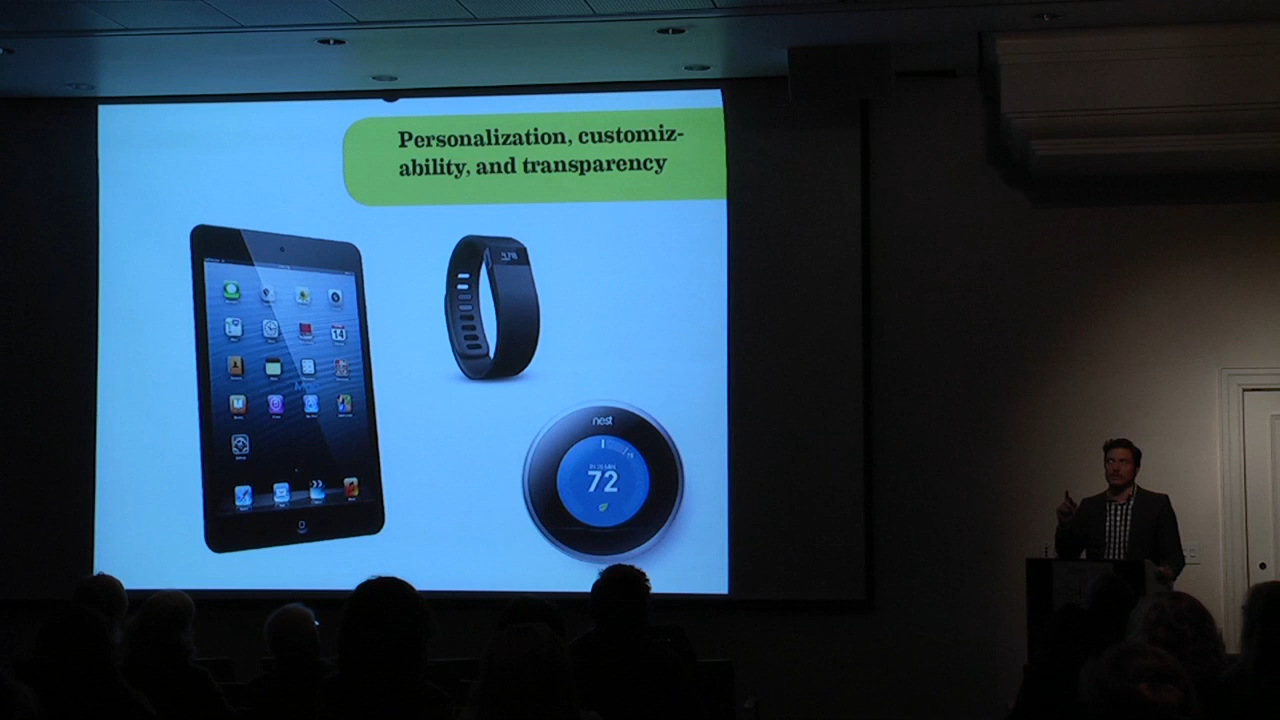 Personalization, customiz-
ability, and transparency
nest
72